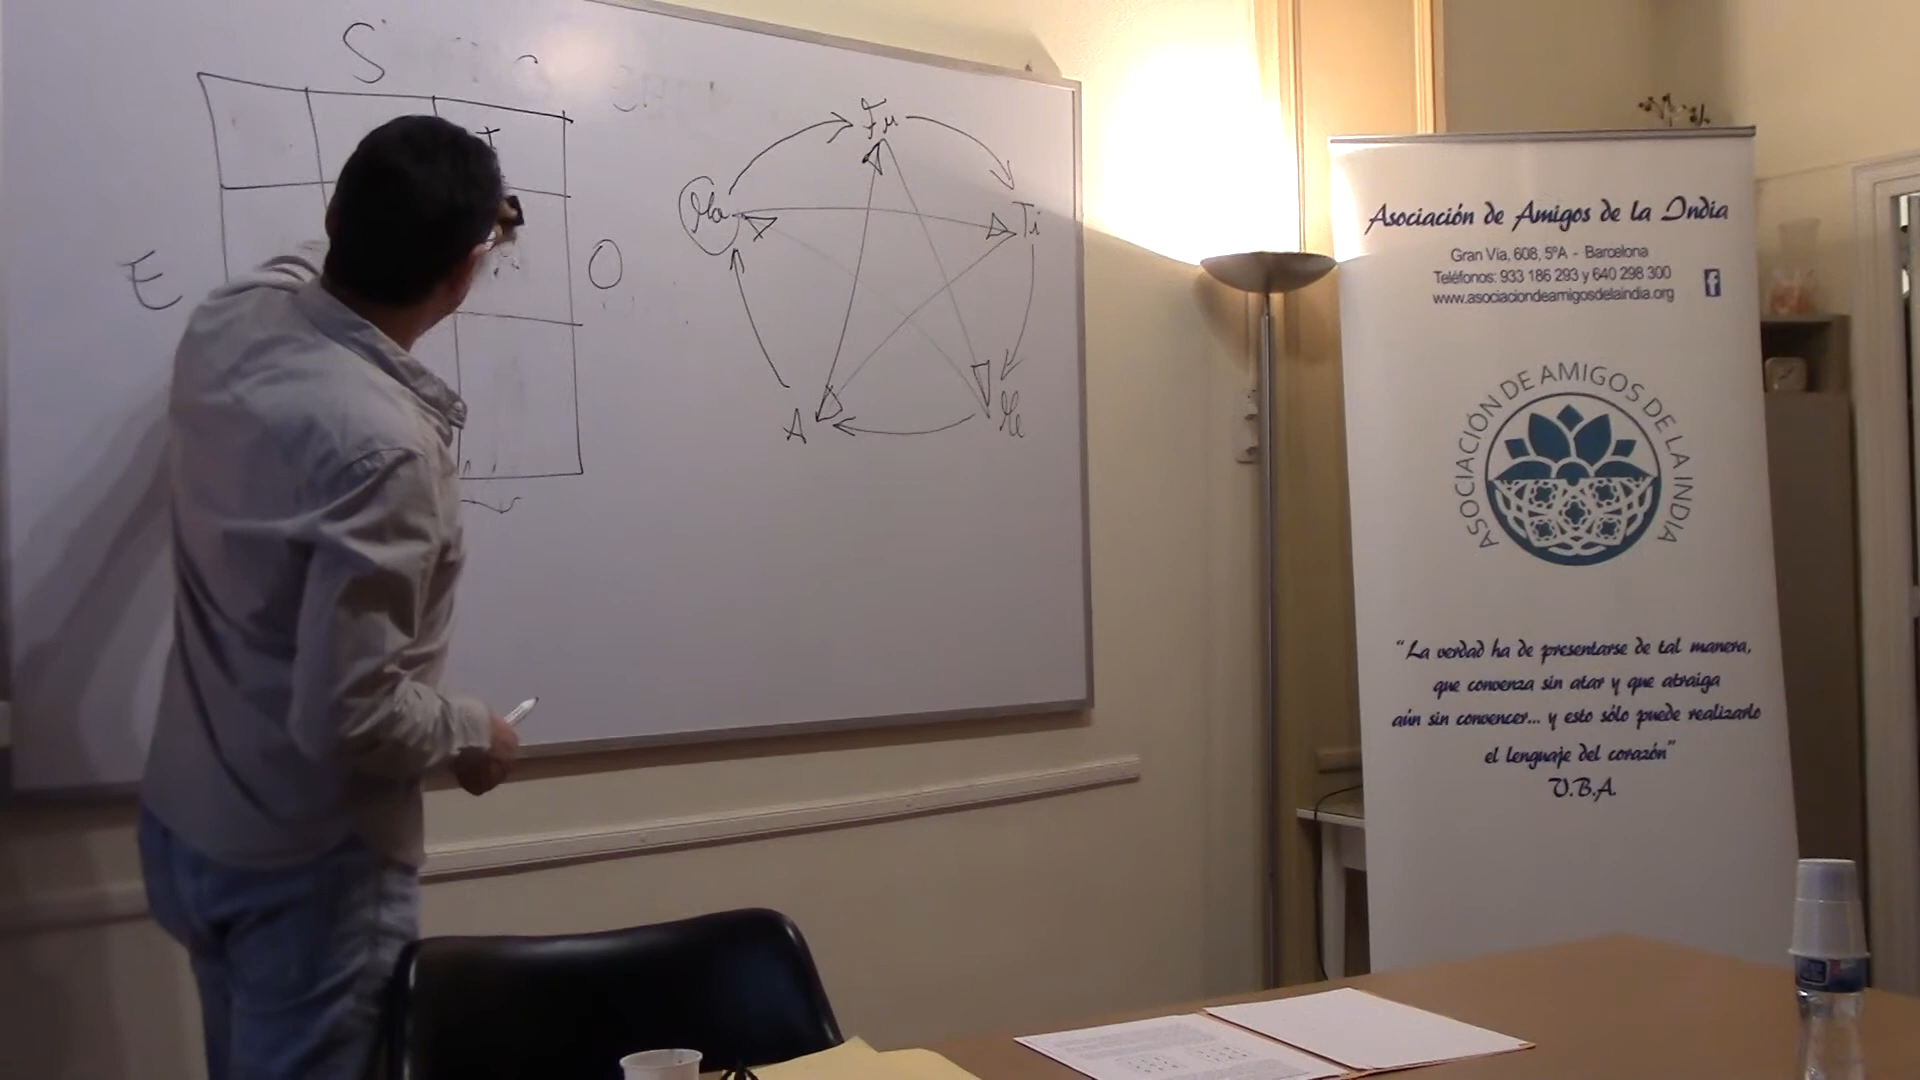 S
E
O
T
Fu
Ma
Ti
A
Me
Asociación de Amigos de la India
Gran Vía, 608, 5ºA - Barcelona
Teléfonos: 933 186 293 y 640 298 300
www.asociaciondeamigosdelaindia.org
f
ASOCIACIÓN DE AMIGOS DE LA INDIA
"La verdad ha de presentarse de tal manera,
que convenza sin atar y que atraiga
aún sin convencer... y esto sólo puede realizarlo
el lenguaje del corazón"
V.B.A.